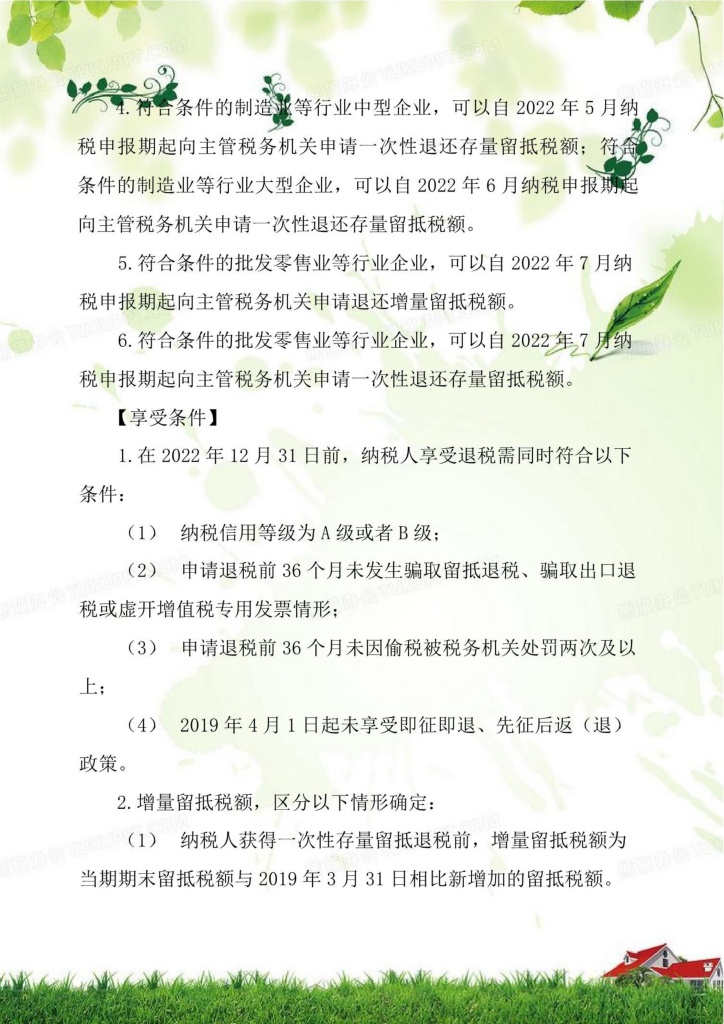 4.符合条件的制造业等行业中型企业，可以自 2022 年 5 月纳
税申报期起向主管税务机关申请一次性退还存量留抵税额；符合
条件的制造业等行业大型企业，可以自 2022 年 6 月纳税申报期起
向主管税务机关申请一次性退还存量留抵税额。
5.符合条件的批发零售业等行业企业，可以自 2022 年 7 月纳
税申报期起向主管税务机关申请退还增量留抵税额。
6.符合条件的批发零售业等行业企业，可以自 2022 年 7 月纳
税申报期起向主管税务机关申请一次性退还存量留抵税额。
【享受条件】
1.在 2022 年 12 月 31 日前，纳税人享受退税需同时符合以下
条件：
（1） 纳税信用等级为 A 级或者 B 级；
（2） 申请退税前 36 个月未发生骗取留抵退税、骗取出口退
税或虚开增值税专用发票情形；
（3） 申请退税前 36 个月未因偷税被税务机关处罚两次及以
上；
（4） 2019 年 4 月 1 日起未享受即征即退、先征后返（退）
政策。
2.增量留抵税额，区分以下情形确定：
（1） 纳税人获得一次性存量留抵退税前，增量留抵税额为
当期期末留抵税额与 2019 年 3 月 31 日相比新增加的留抵税额。